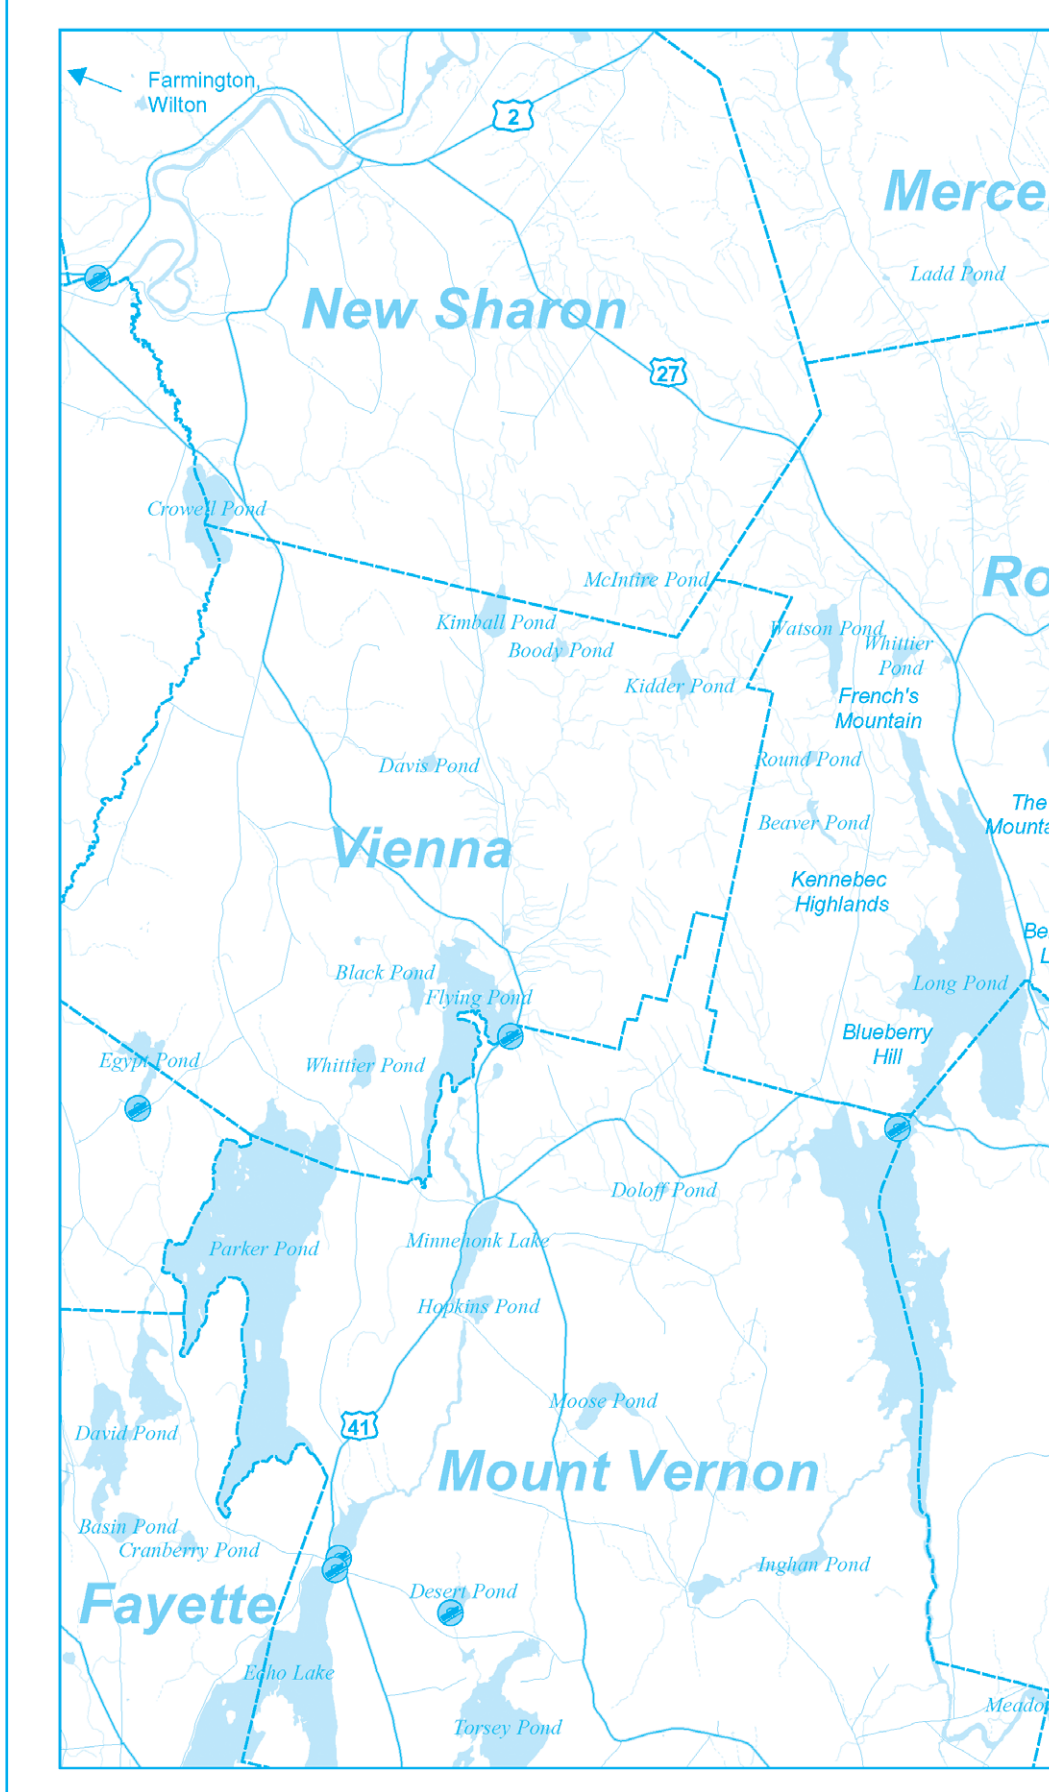 Farmington,
Wilton
2
Merce
Ladd Pond
New Sharon
27
Crowell Pond
McIntire Pond
Ro
Kimball Pond
Watson Pond
Boody Pond
Whittier
Pond
Kidder Pond
French's
Mountain
Davis Pond
Round Pond
The
Mounta
Beaver Pond
Vienna
Kennebec
Highlands
Be
L
Black Pond
Long Pond
Flying Pond
Blueberry
Hill
Egypt Pond
Whittier Pond
Doloff Pond
Parker Pond
Minnehonk Lake
Hopkins Pond
Moose Pond
41
David Pond
Mount Vernon
Basin Pond
Cranberry Pond
Inghan Pond
Desert Pond
Fayette
Echo Lake
Meado
Torsey Pond